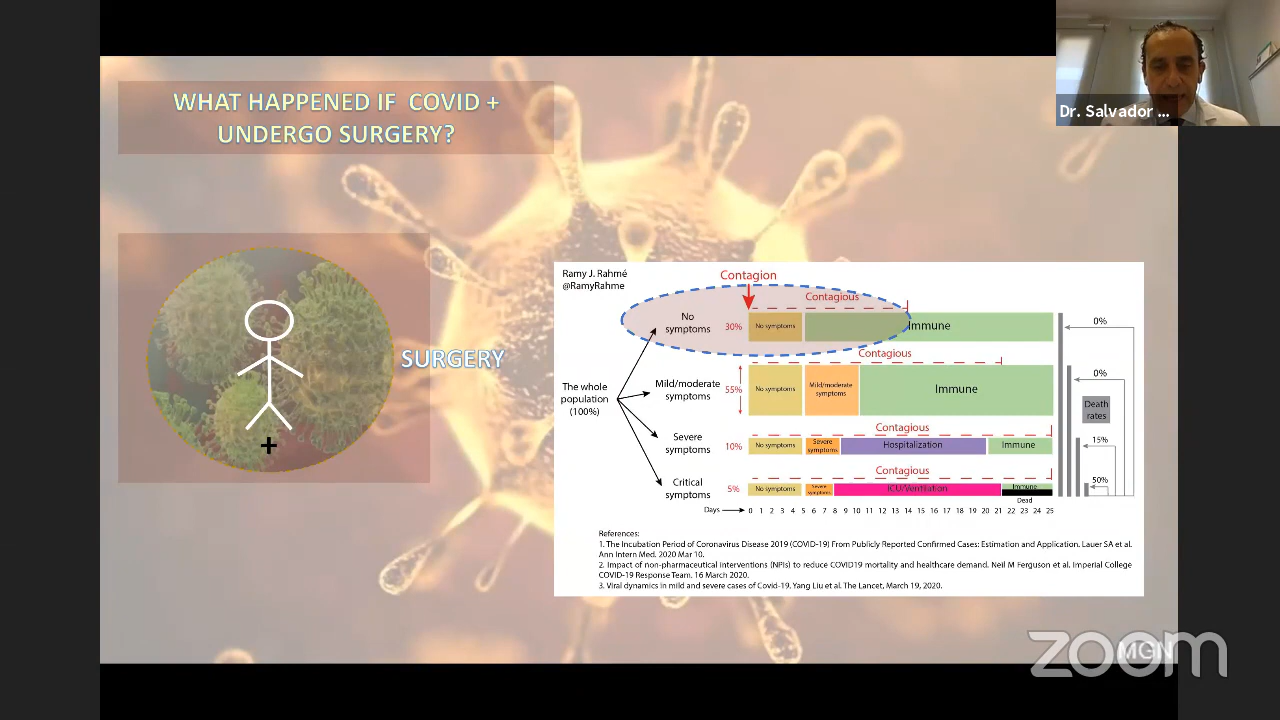 WHAT HAPPENED IF COVID +
UNDERGO SURGERY?
Dr. Salvador ...
SURGERY
+
Ramy J. Rahmé
@RamyRahme
Contagion
Contagious
No
symptoms
30%
No symptoms
Immune
0%
The whole
population
(100%)
Contagious
Mild/moderate
symptoms
55%
No symptoms
Mild/moderate
symptoms
Immune
0%
Death
rates
Contagious
Severe
symptoms
10%
No symptoms
Severe
symptoms
Hospitalization
Immune
15%
Contagious
Critical
symptoms
5%
No symptoms
Severe
symptoms
ICU/Ventilation
Immune
Dead
50%
Days 0 1 2 3 4 5 6 7 8 9 10 11 12 13 14 15 16 17 18 19 20 21 22 23 24 25
References:
1. The Incubation Period of Coronavirus Disease 2019 (COVID-19) From Publicly Reported Confirmed Cases: Estimation and Application, Lauer SA et al.
Ann Intern Med. 2020 Mar 10.
2. Impact of non-pharmaceutical interventions (NPIs) to reduce COVID19 mortality and healthcare demand. Neil M Ferguson et al. Imperial College
COVID-19 Response Team. 16 March 2020.
3. Viral dynamics in mild and severe cases of Covid-19. Yang Liu et al. The Lancet, March 19, 2020.
zoom
MGN